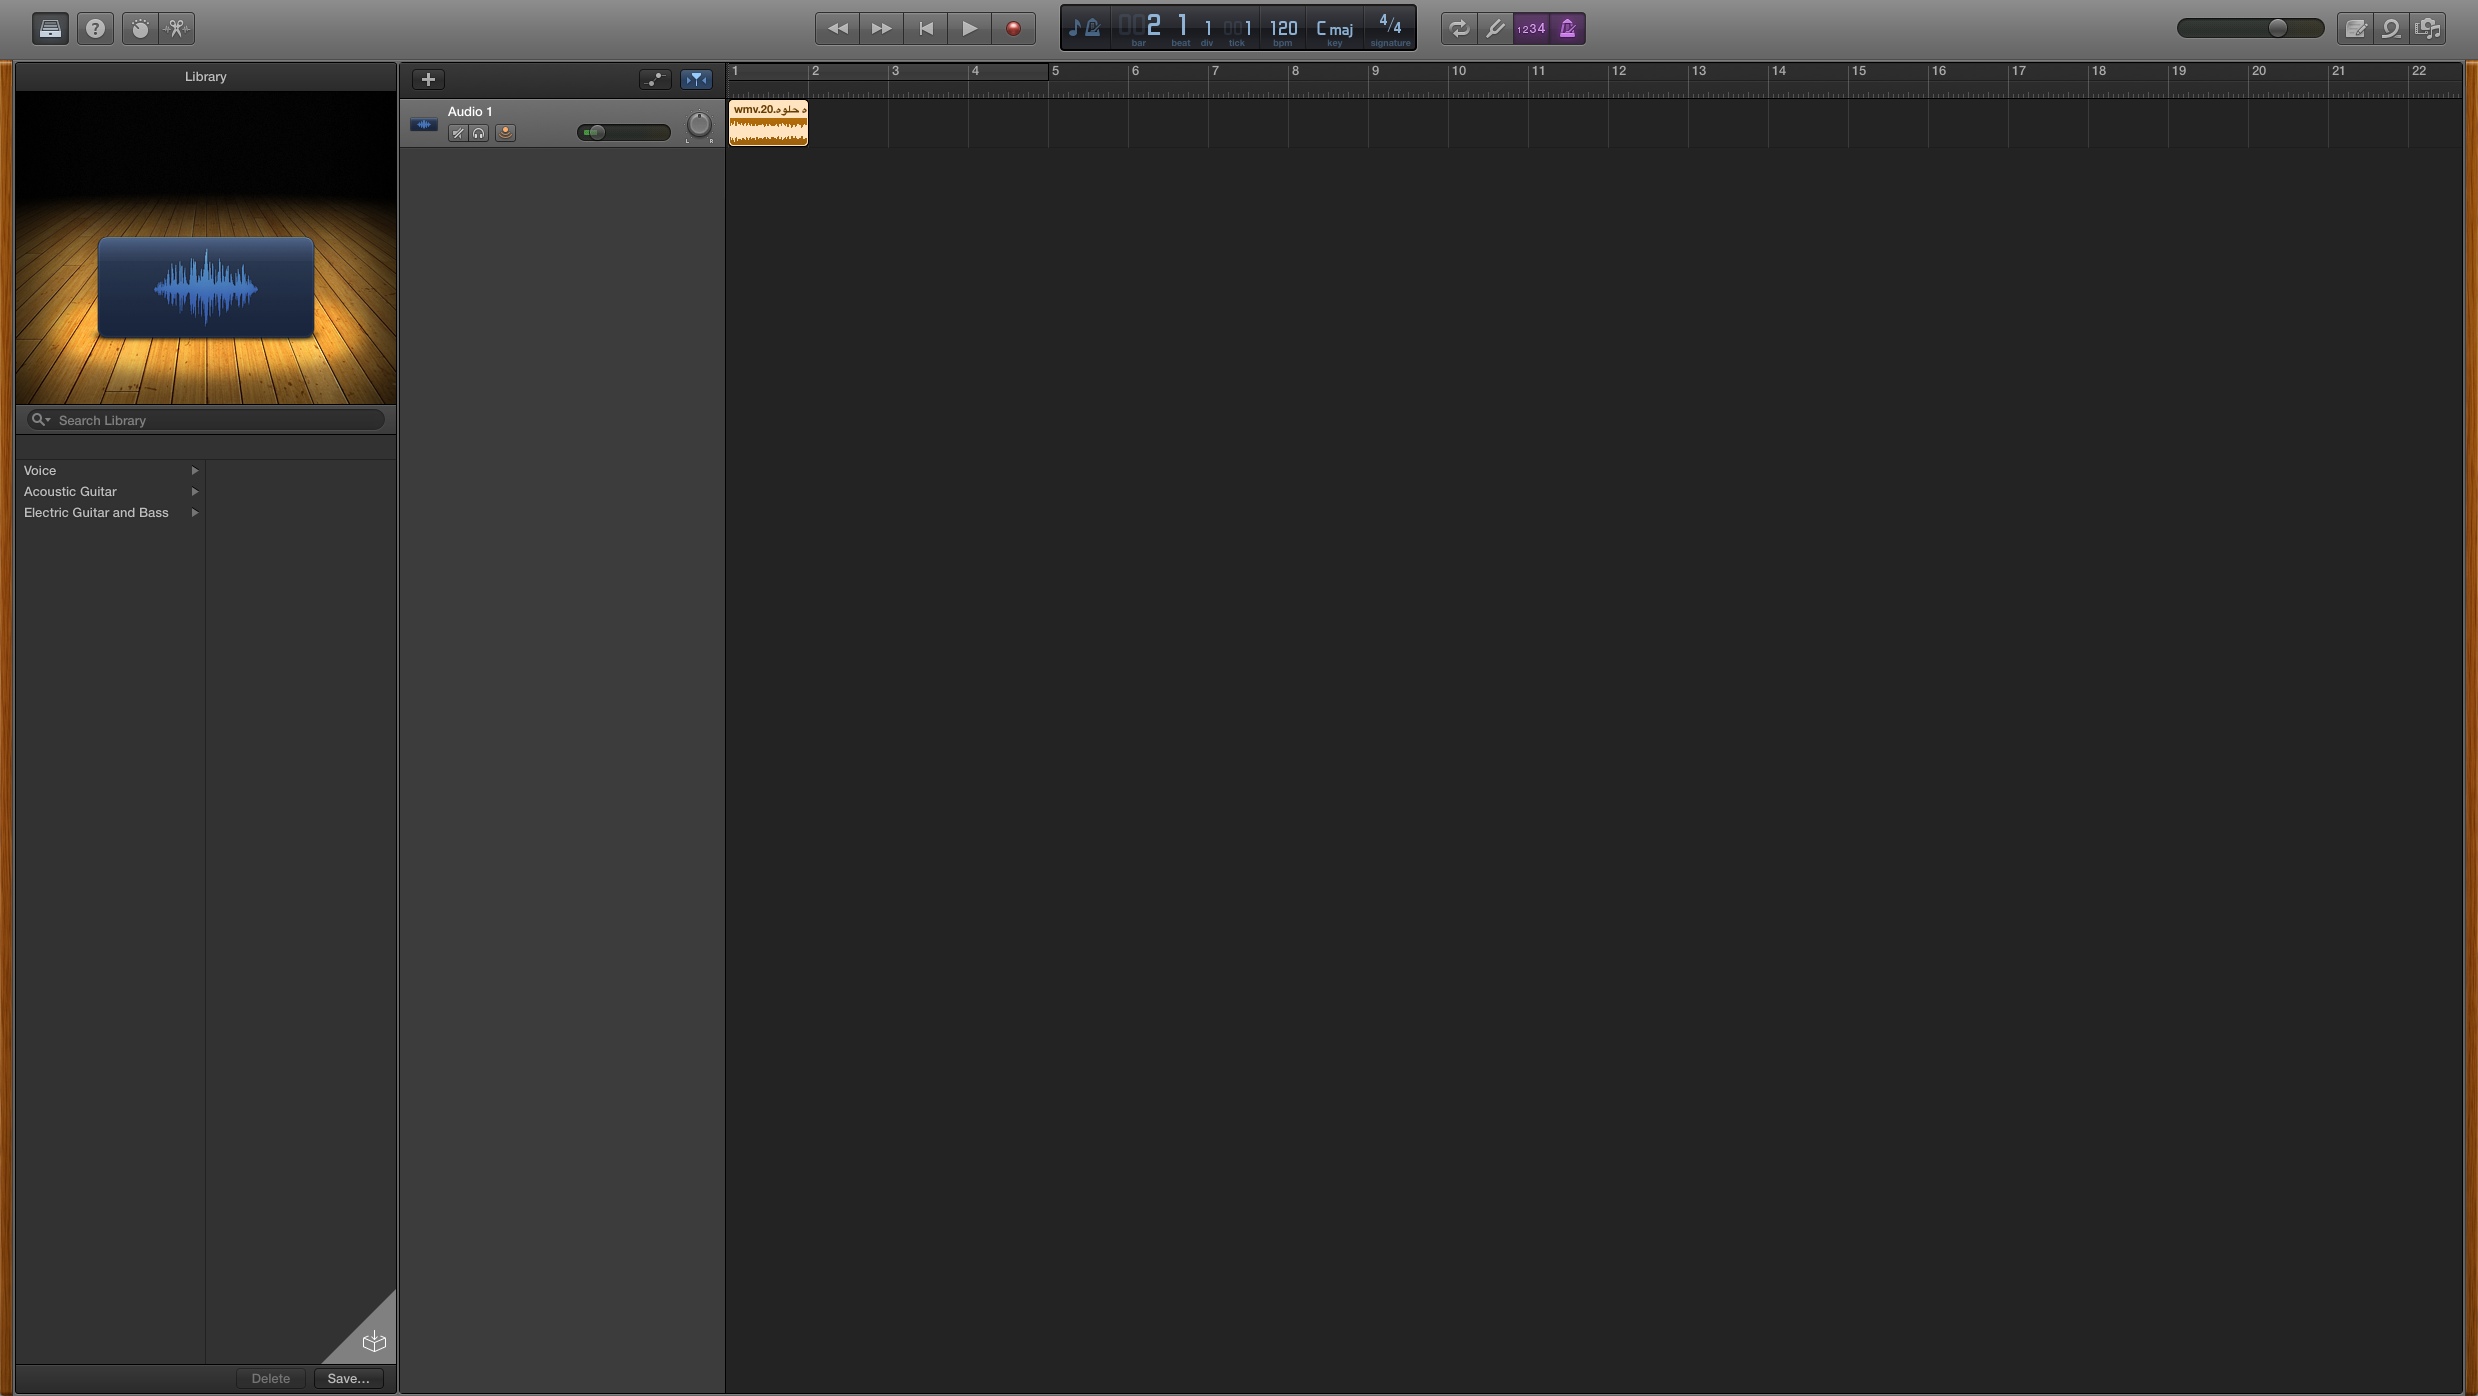 1234
2 1 1 1 120 C maj 4/4
bar beat div tick bpm key signature
Library
1 2 3 4 5 6 7 8 9 10 11 12 13 14 15 16 17 18 19 20 21 22
Audio 1
د حلوه.20.wmv
L R
Search Library
Voice
Acoustic Guitar
Electric Guitar and Bass
Delete Save...